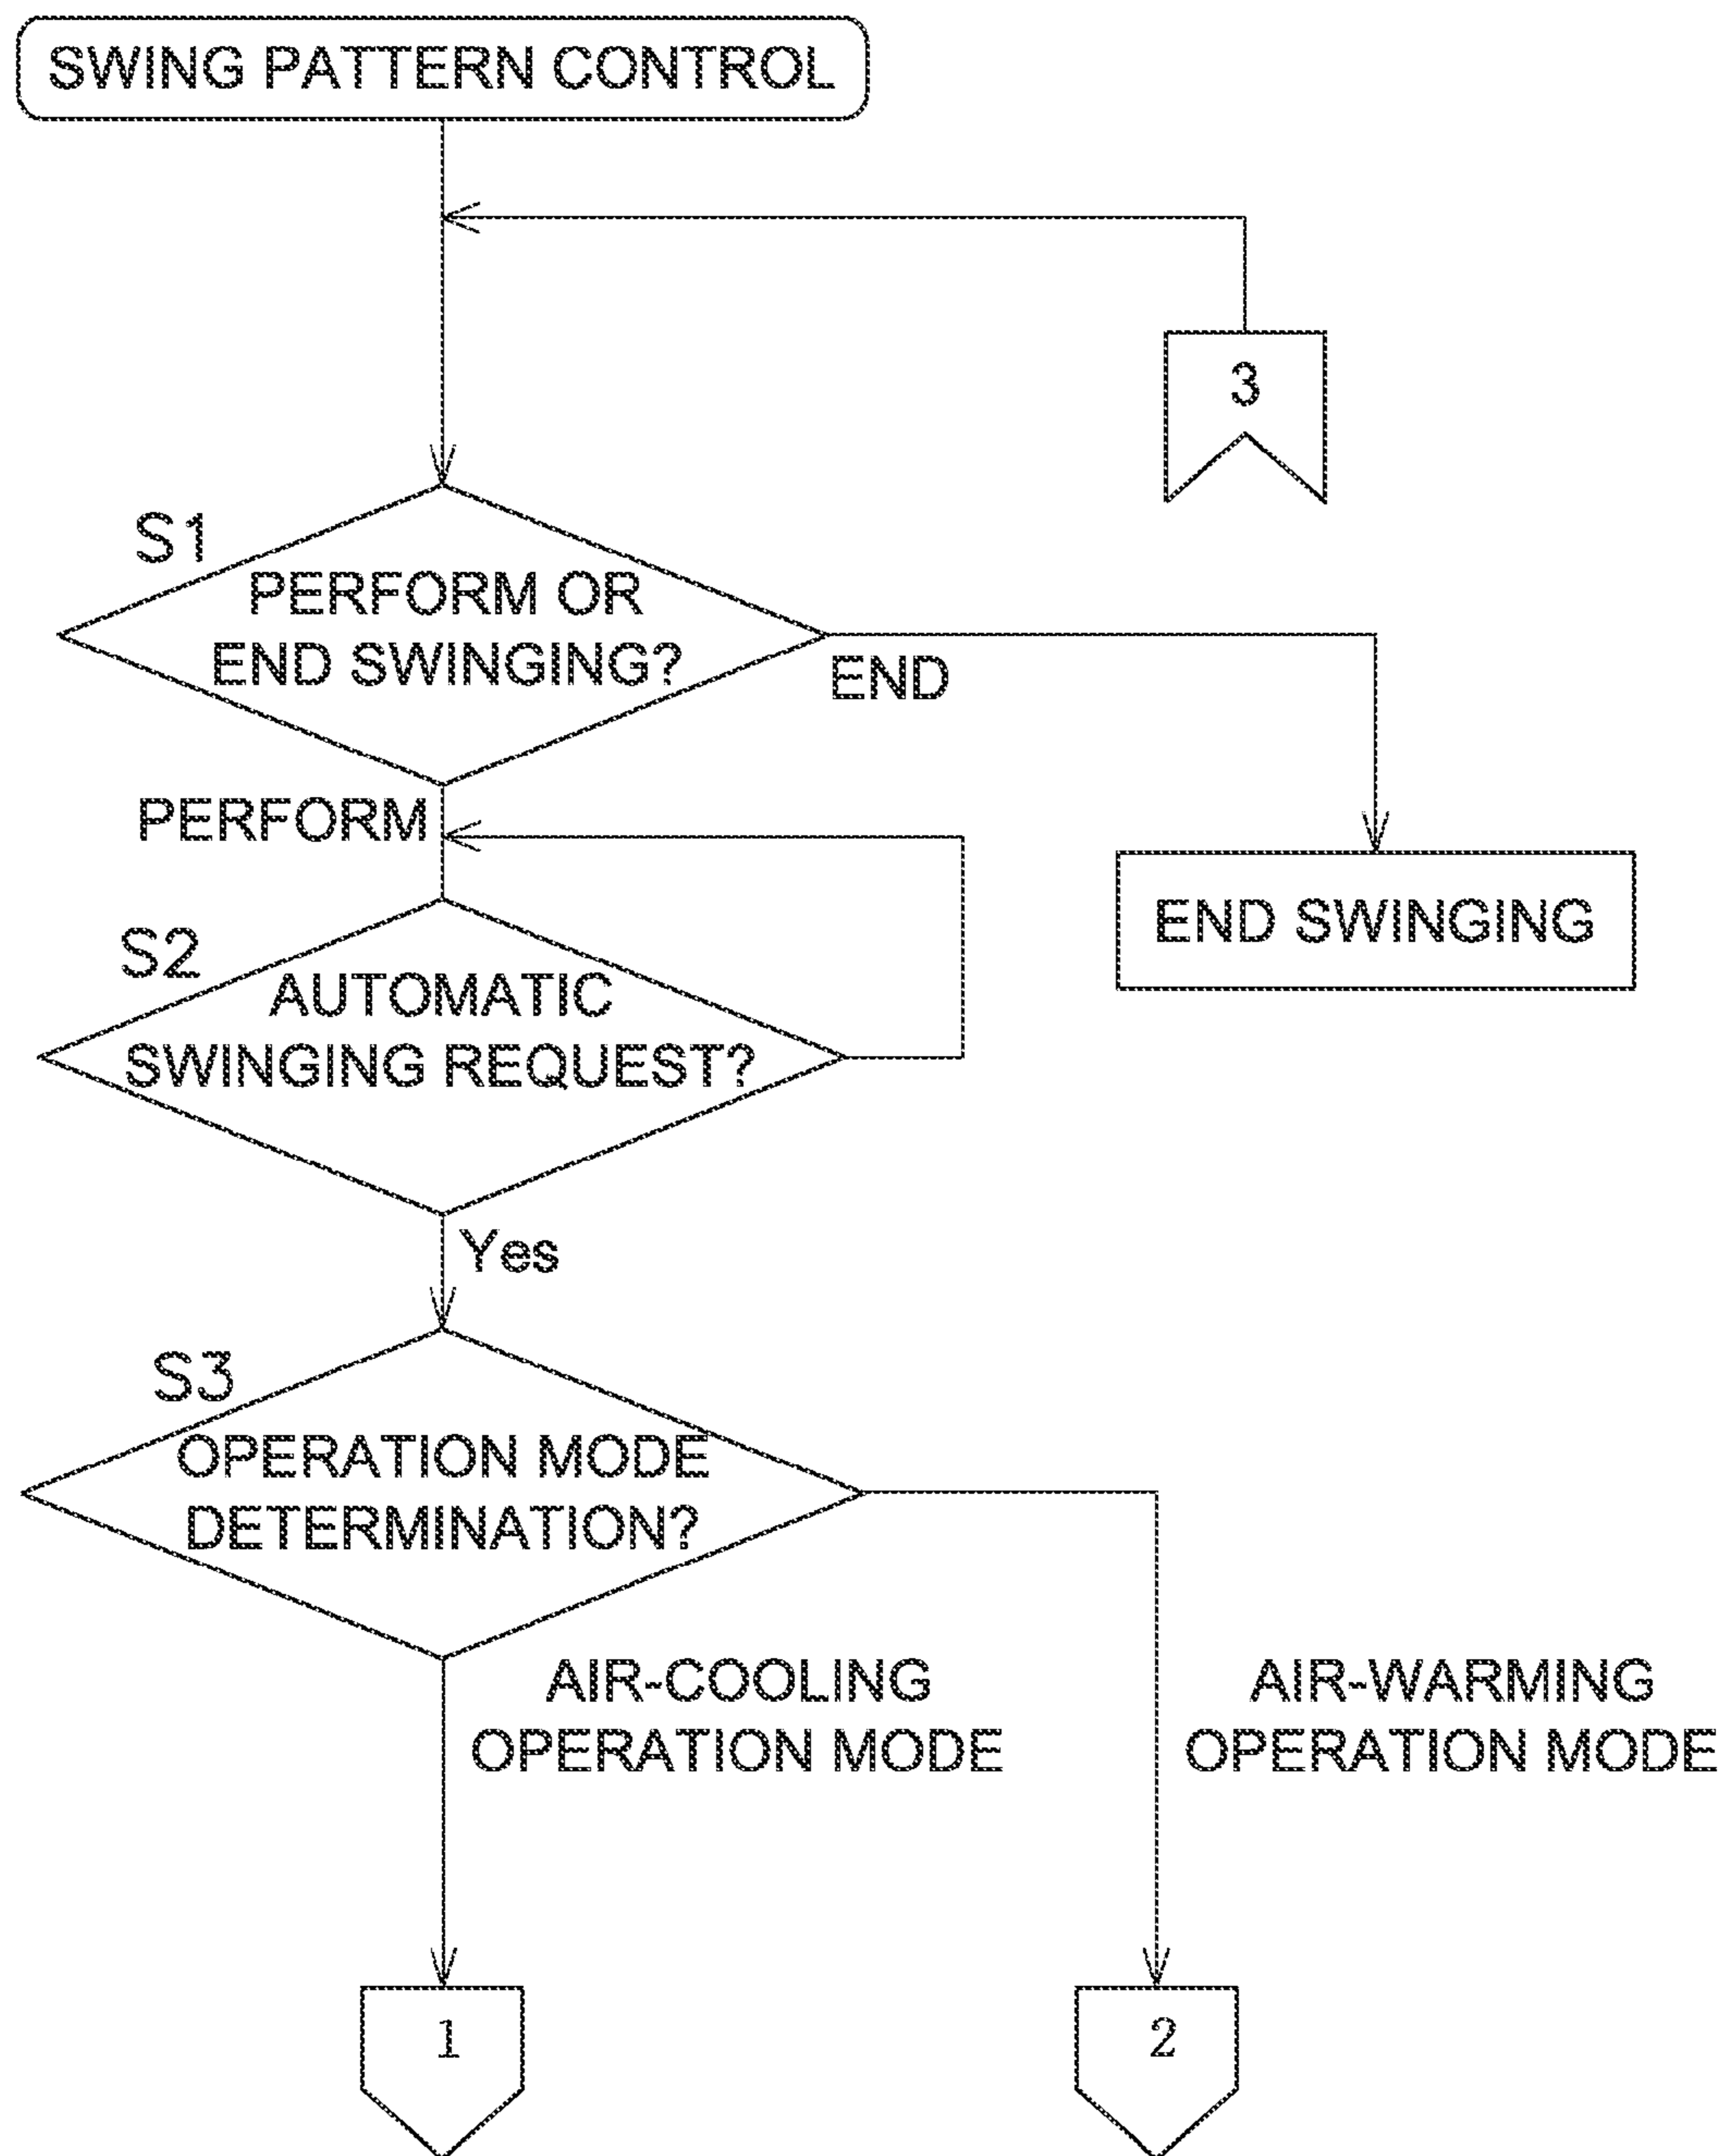 SWING PATTERN CONTROL
3
S1
PERFORM OR
END SWINGING?
END
PERFORM
END SWINGING
S2
AUTOMATIC
SWINGING REQUEST?
Yes
S3
OPERATION MODE
DETERMINATION?
AIR-COOLING
OPERATION MODE
AIR-WARMING
OPERATION MODE
1
2